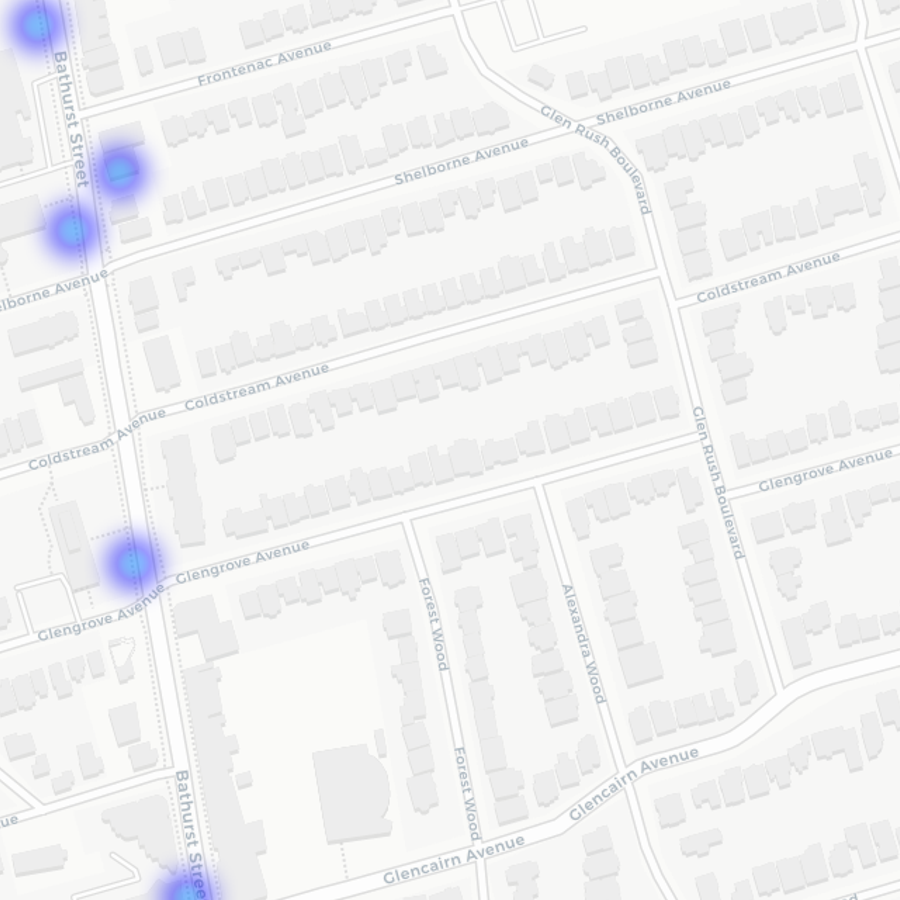 Frontenac Avenue
Bathurst Street
Glen Rush Boulevard
Shelborne Avenue
Shelborne Avenue
elborne Avenue
Coldstream Avenue
Coldstream Avenue
Coldstream Avenue
Glen Rush Boulevard
Glengrove Avenue
Glengrove Avenue
Glengrove Avenue
Forest Wood
Alexandra Wood
Forest Wood
Glencairn Avenue
Bathurst Stree
ue
Glencairn Avenue